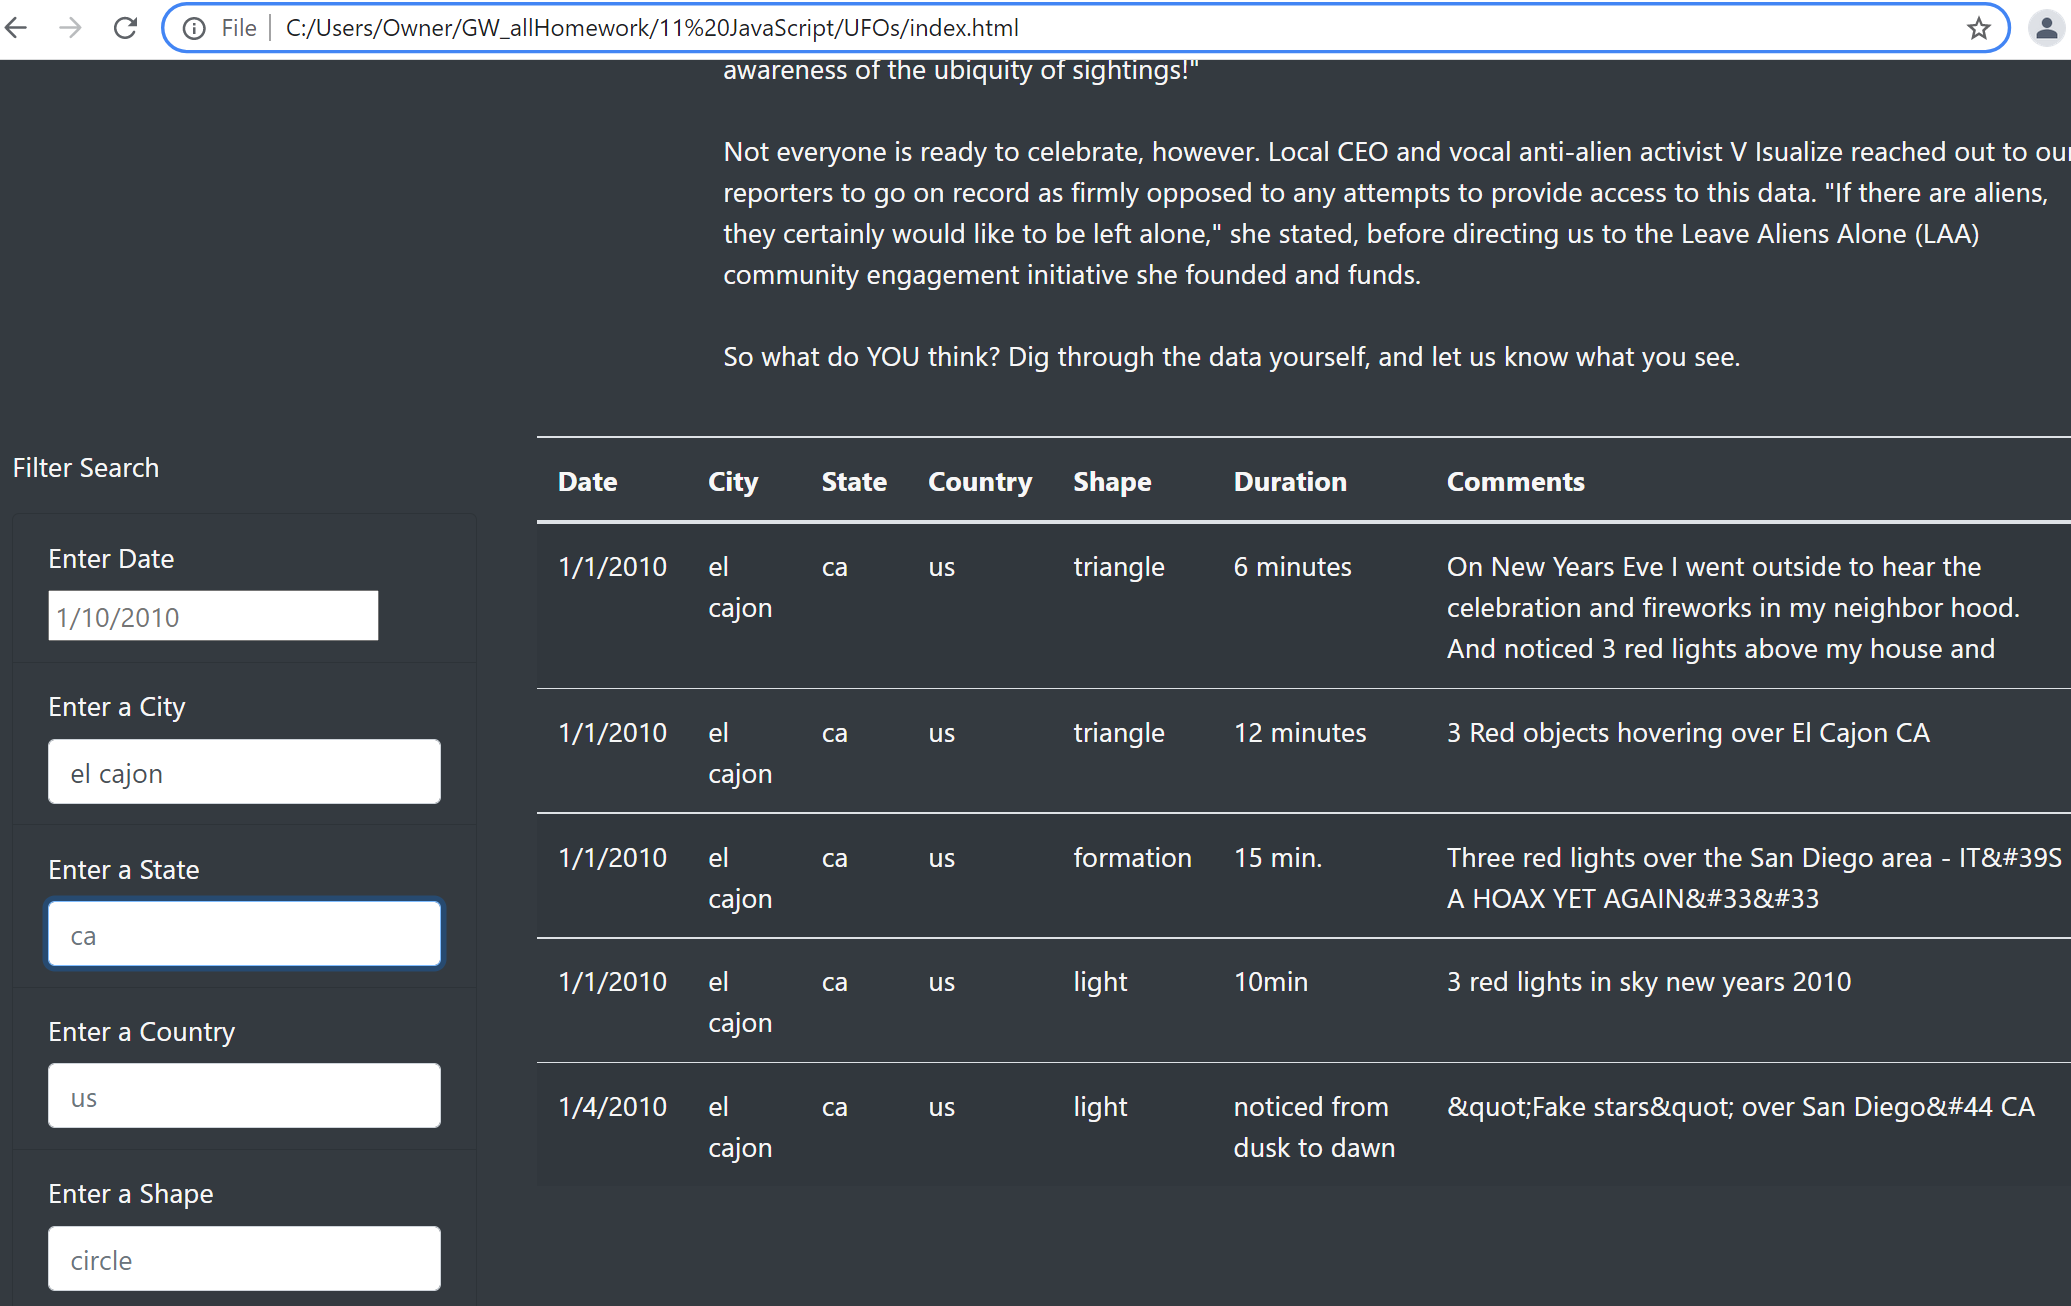 File | C:/Users/Owner/GW_allHomework/11%20JavaScript/UFOs/index.html
awareness of the ubiquity of sightings!"
Not everyone is ready to celebrate, however. Local CEO and vocal anti-alien activist V Isualize reached out to our
reporters to go on record as firmly opposed to any attempts to provide access to this data. "If there are aliens,
they certainly would like to be left alone," she stated, before directing us to the Leave Aliens Alone (LAA)
community engagement initiative she founded and funds.
So what do YOU think? Dig through the data yourself, and let us know what you see.
Filter Search
Enter Date
1/10/2010
Enter a City
el cajon
Enter a State
ca
Enter a Country
us
Enter a Shape
circle
Date City State Country Shape Duration Comments
1/1/2010 el ca us triangle 6 minutes On New Years Eve I went outside to hear the
cajon celebration and fireworks in my neighbor hood.
And noticed 3 red lights above my house and
1/1/2010 el ca us triangle 12 minutes 3 Red objects hovering over El Cajon CA
cajon
1/1/2010 el ca us formation 15 min. Three red lights over the San Diego area - IT&#39S
cajon A HOAX YET AGAIN&#33&#33
1/1/2010 el ca us light 10min 3 red lights in sky new years 2010
cajon
1/4/2010 el ca us light noticed from &quot;Fake stars&quot; over San Diego&#44 CA
cajon dusk to dawn